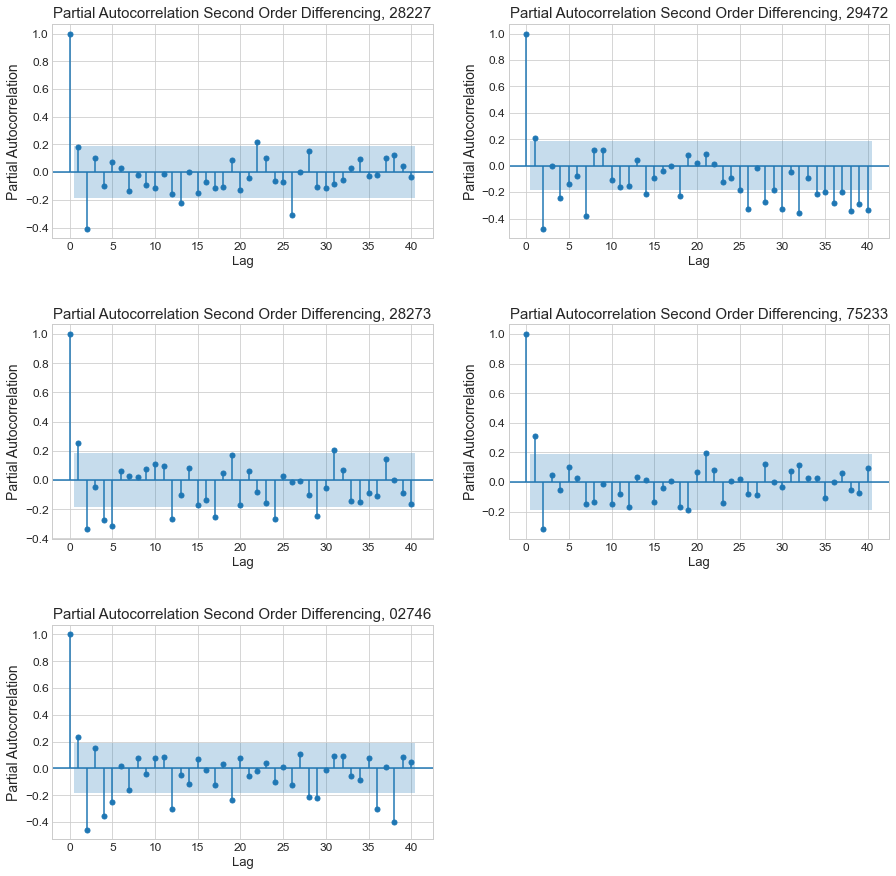 Partial Autocorrelation Second Order Differencing, 28227
Partial Autocorrelation
1.0
0.8
0.6
0.4
0.2
0.0
−0.2
−0.4
0 5 10 15 20 25 30 35 40
Lag
Partial Autocorrelation Second Order Differencing, 29472
Partial Autocorrelation
1.0
0.8
0.6
0.4
0.2
0.0
−0.2
−0.4
0 5 10 15 20 25 30 35 40
Lag
Partial Autocorrelation Second Order Differencing, 28273
Partial Autocorrelation
1.0
0.8
0.6
0.4
0.2
0.0
−0.2
−0.4
0 5 10 15 20 25 30 35 40
Lag
Partial Autocorrelation Second Order Differencing, 75233
Partial Autocorrelation
1.0
0.8
0.6
0.4
0.2
0.0
−0.2
0 5 10 15 20 25 30 35 40
Lag
Partial Autocorrelation Second Order Differencing, 02746
Partial Autocorrelation
1.0
0.8
0.6
0.4
0.2
0.0
−0.2
−0.4
0 5 10 15 20 25 30 35 40
Lag